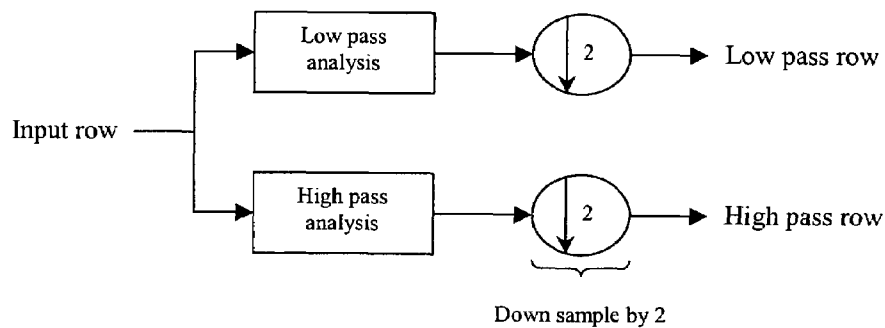 Low pass
analysis
2
Low pass row
Input row
High pass
analysis
2
High pass row
Down sample by 2